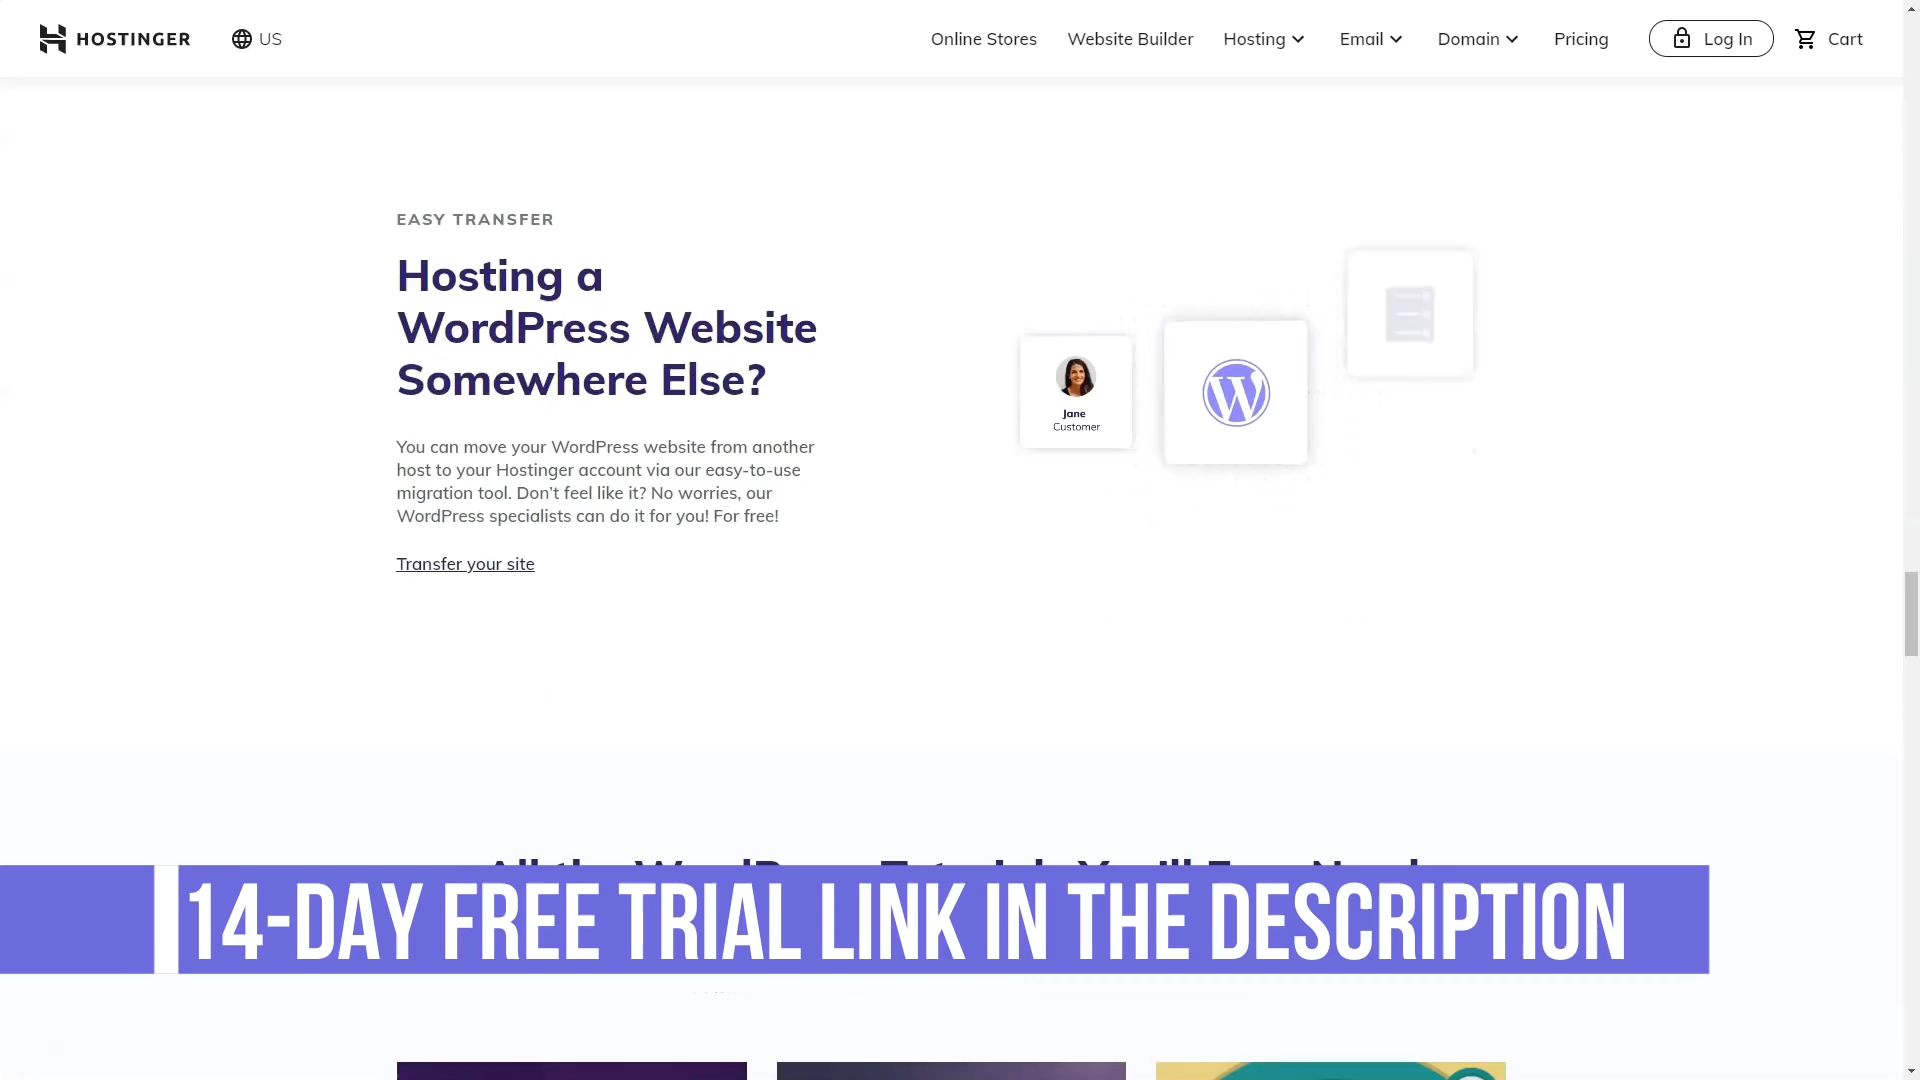 HOSTINGER
US
Online Stores
Website Builder
Hosting
Email
Domain
Pricing
Log In
Cart
EASY TRANSFER
Hosting a
WordPress Website
Somewhere Else?
You can move your WordPress website from another
host to your Hostinger account via our easy-to-use
migration tool. Don't feel like it? No worries, our
WordPress specialists can do it for you! For free!
Transfer your site
Jane
Customer
14-DAY FREE TRIAL LINK IN THE DESCRIPTION